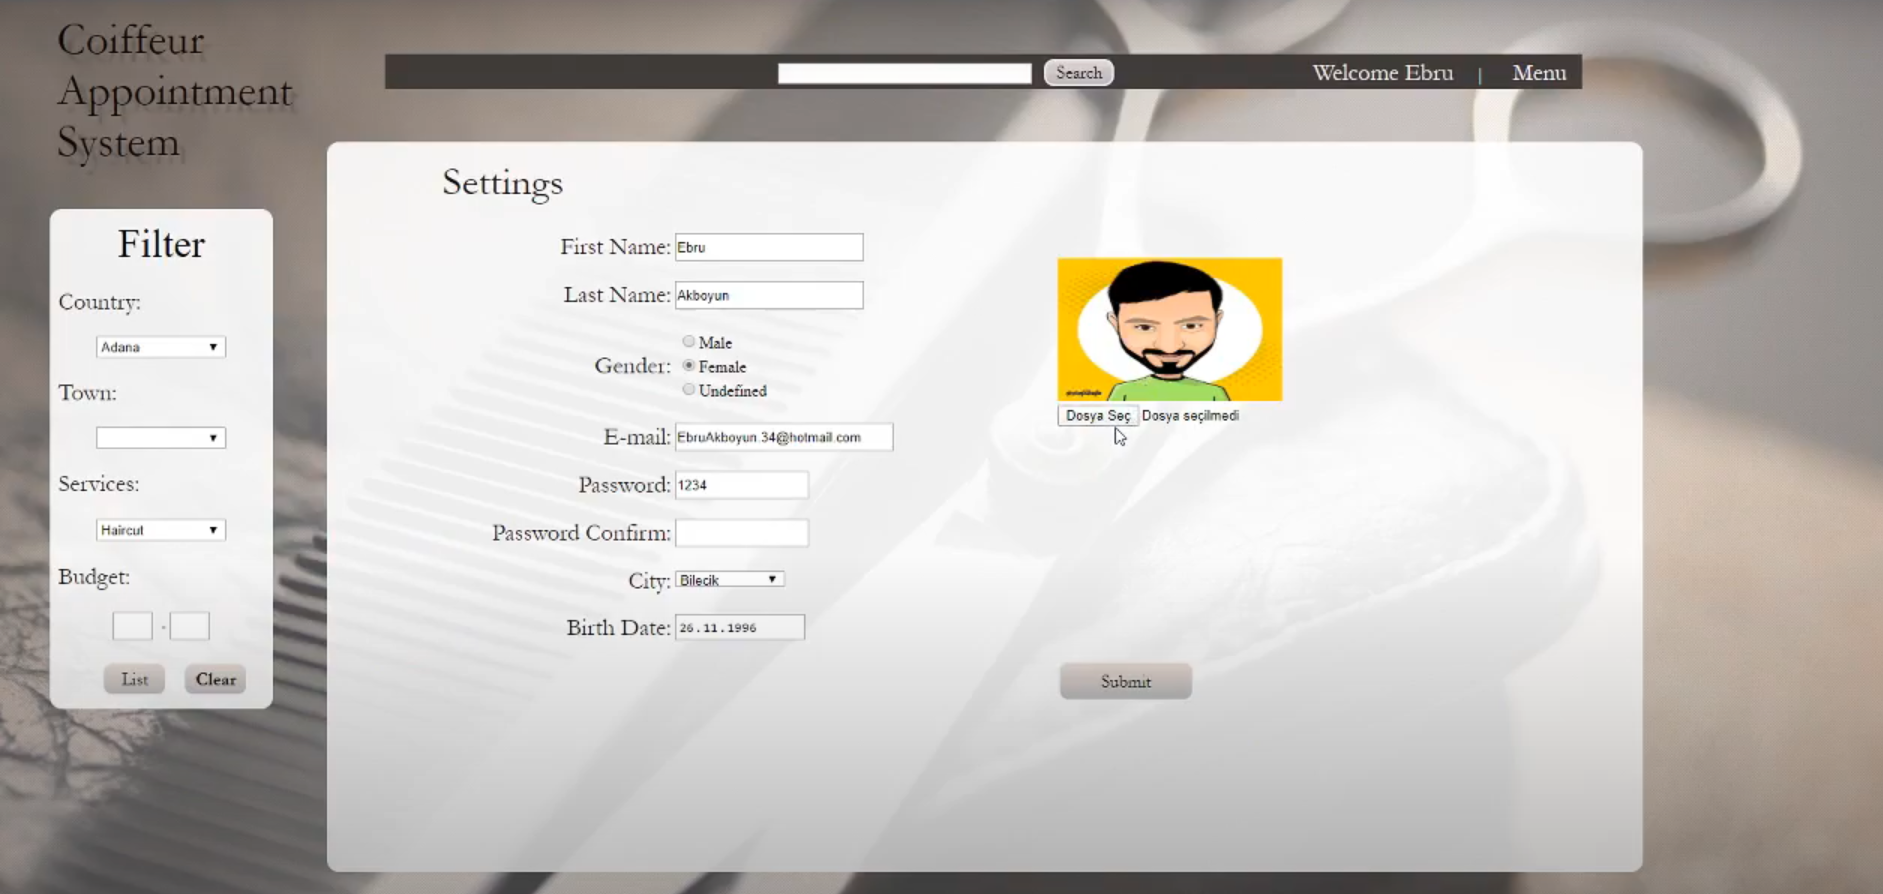 Coiffeur
Appointment
System
Search
Welcome Ebru | Menu
Filter
Country:
Adana
Town:
Services:
Haircut
Budget:
-
List Clear
Settings
First Name: Ebru
Last Name: Akboyun
Gender:
Male
Female
Undefined
E-mail: EbruAkboyun.34@hotmail.com
Password: 1234
Password Confirm:
City: Bilecik
Birth Date: 26.11.1996
Dosya Seç Dosya seçilmedi
Submit